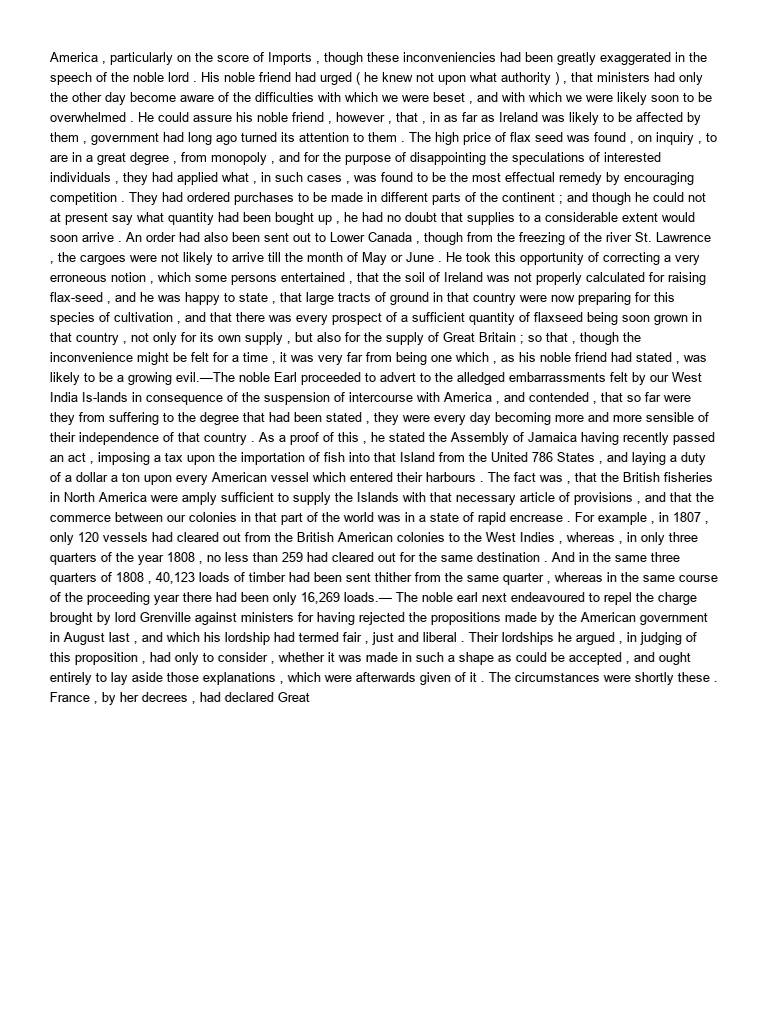 America , particularly on the score of Imports , though these inconveniencies had been greatly exaggerated in the
speech of the noble lord . His noble friend had urged ( he knew not upon what authority ) , that ministers had only
the other day become aware of the difficulties with which we were beset , and with which we were likely soon to be
overwhelmed . He could assure his noble friend , however , that , in as far as Ireland was likely to be affected by
them , government had long ago turned its attention to them . The high price of flax seed was found , on inquiry , to
are in a great degree , from monopoly , and for the purpose of disappointing the speculations of interested
individuals , they had applied what , in such cases , was found to be the most effectual remedy by encouraging
competition . They had ordered purchases to be made in different parts of the continent ; and though he could not
at present say what quantity had been bought up , he had no doubt that supplies to a considerable extent would
soon arrive . An order had also been sent out to Lower Canada , though from the freezing of the river St. Lawrence
, the cargoes were not likely to arrive till the month of May or June . He took this opportunity of correcting a very
erroneous notion , which some persons entertained , that the soil of Ireland was not properly calculated for raising
flax-seed , and he was happy to state , that large tracts of ground in that country were now preparing for this
species of cultivation , and that there was every prospect of a sufficient quantity of flaxseed being soon grown in
that country , not only for its own supply , but also for the supply of Great Britain ; so that , though the
inconvenience might be felt for a time , it was very far from being one which , as his noble friend had stated , was
likely to be a growing evil.—The noble Earl proceeded to advert to the alledged embarrassments felt by our West
India Is-lands in consequence of the suspension of intercourse with America , and contended , that so far were
they from suffering to the degree that had been stated , they were every day becoming more and more sensible of
their independence of that country . As a proof of this , he stated the Assembly of Jamaica having recently passed
an act , imposing a tax upon the importation of fish into that Island from the United 786 States , and laying a duty
of a dollar a ton upon every American vessel which entered their harbours . The fact was , that the British fisheries
in North America were amply sufficient to supply the Islands with that necessary article of provisions , and that the
commerce between our colonies in that part of the world was in a state of rapid encrease . For example , in 1807 ,
only 120 vessels had cleared out from the British American colonies to the West Indies , whereas , in only three
quarters of the year 1808 , no less than 259 had cleared out for the same destination . And in the same three
quarters of 1808 , 40,123 loads of timber had been sent thither from the same quarter , whereas in the same course
of the proceeding year there had been only 16,269 loads.— The noble earl next endeavoured to repel the charge
brought by lord Grenville against ministers for having rejected the propositions made by the American government
in August last , and which his lordship had termed fair , just and liberal . Their lordships he argued , in judging of
this proposition , had only to consider , whether it was made in such a shape as could be accepted , and ought
entirely to lay aside those explanations , which were afterwards given of it . The circumstances were shortly these .
France , by her decrees , had declared Great